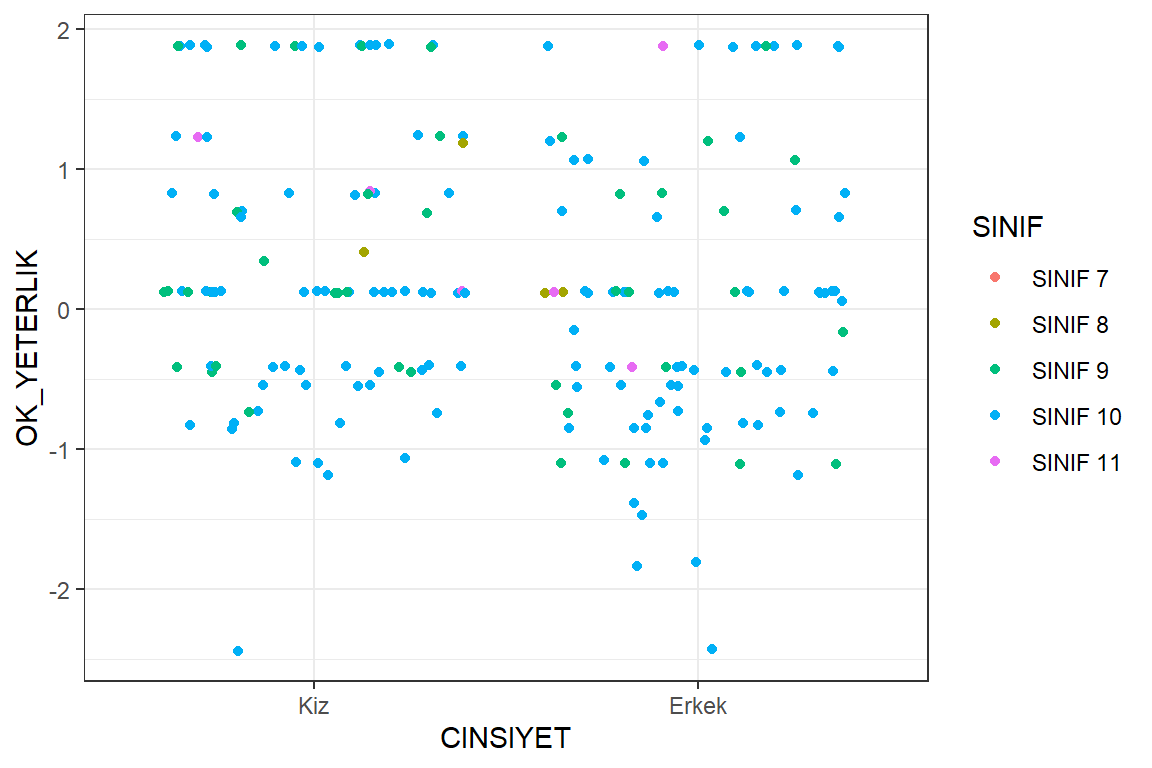 OK_YETERLIK
2
1
0
-1
-2
Kiz
Erkek
CINSIYET
SINIF
SINIF 7
SINIF 8
SINIF 9
SINIF 10
SINIF 11